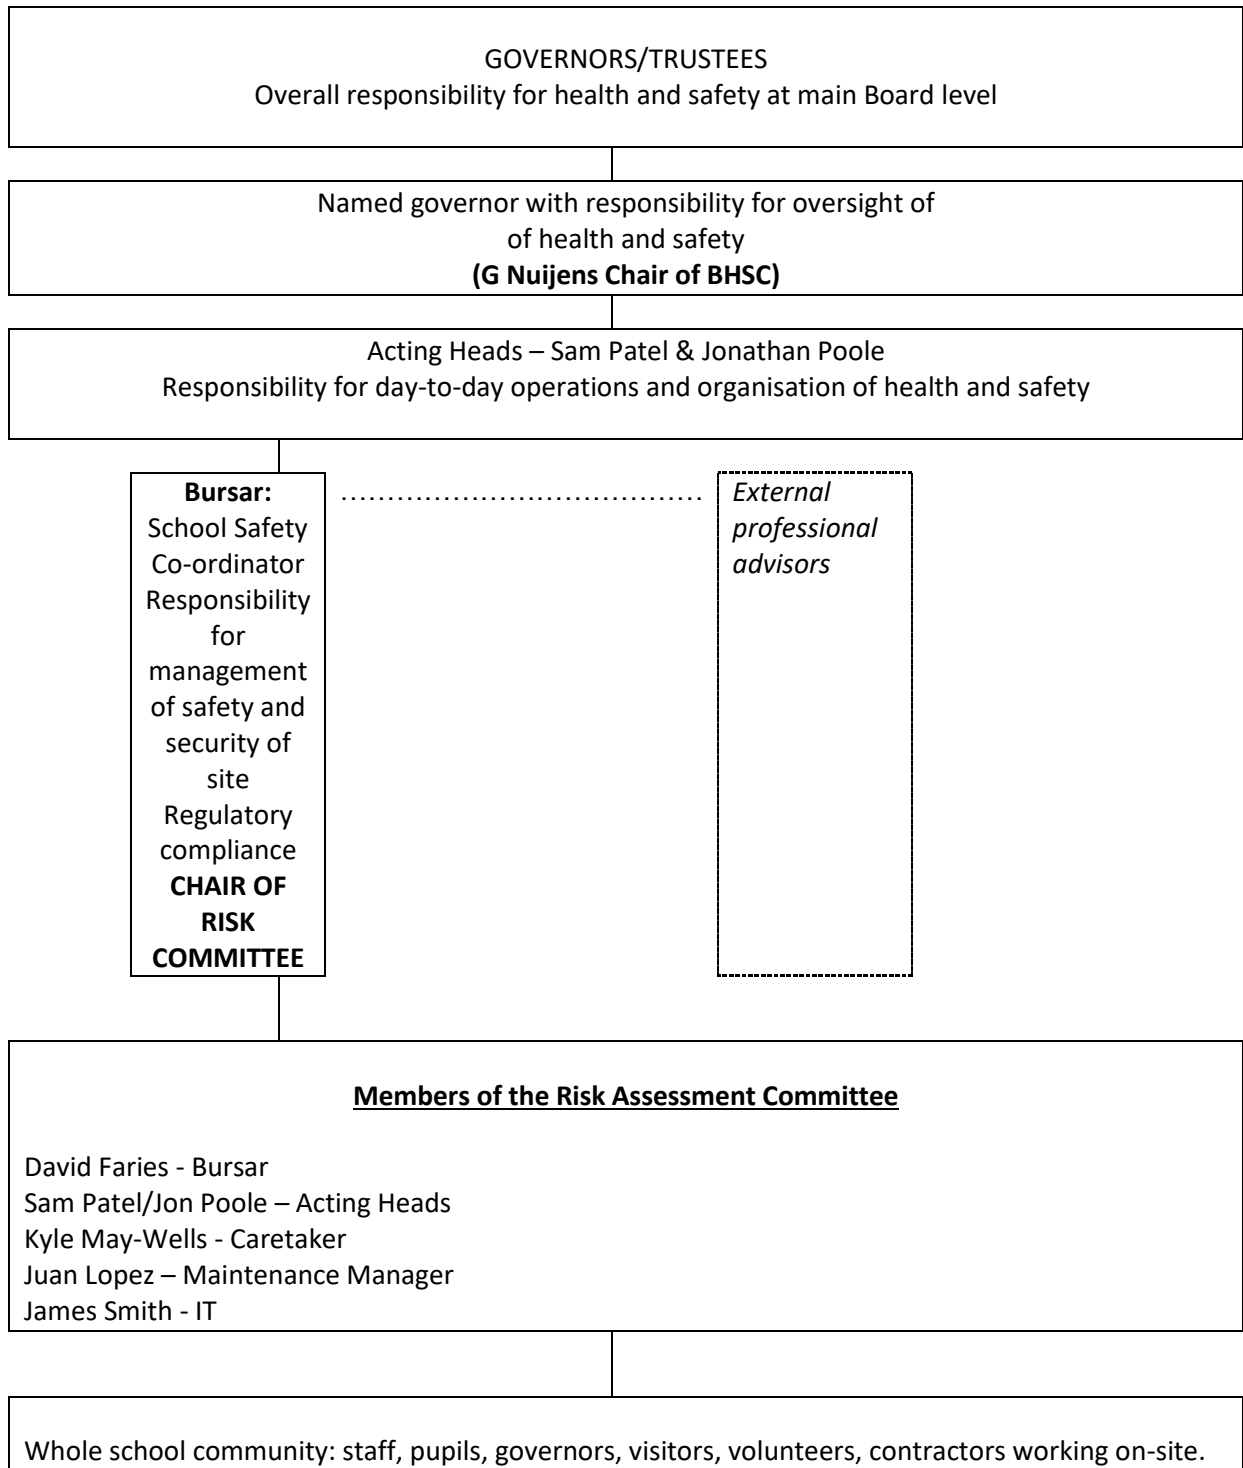 GOVERNORS/TRUSTEES
Overall responsibility for health and safety at main Board level
Named governor with responsibility for oversight of
of health and safety
(G Nuijens Chair of BHSC)
Acting Heads – Sam Patel & Jonathan Poole
Responsibility for day-to-day operations and organisation of health and safety
Bursar:
School Safety
Co-ordinator
Responsibility
for
management
of safety and
security of
site
Regulatory
compliance
CHAIR OF
RISK
COMMITTEE
.......................................
External
professional
advisors
Members of the Risk Assessment Committee
David Faries - Bursar
Sam Patel/Jon Poole – Acting Heads
Kyle May-Wells - Caretaker
Juan Lopez – Maintenance Manager
James Smith - IT
Whole school community: staff, pupils, governors, visitors, volunteers, contractors working on-site.